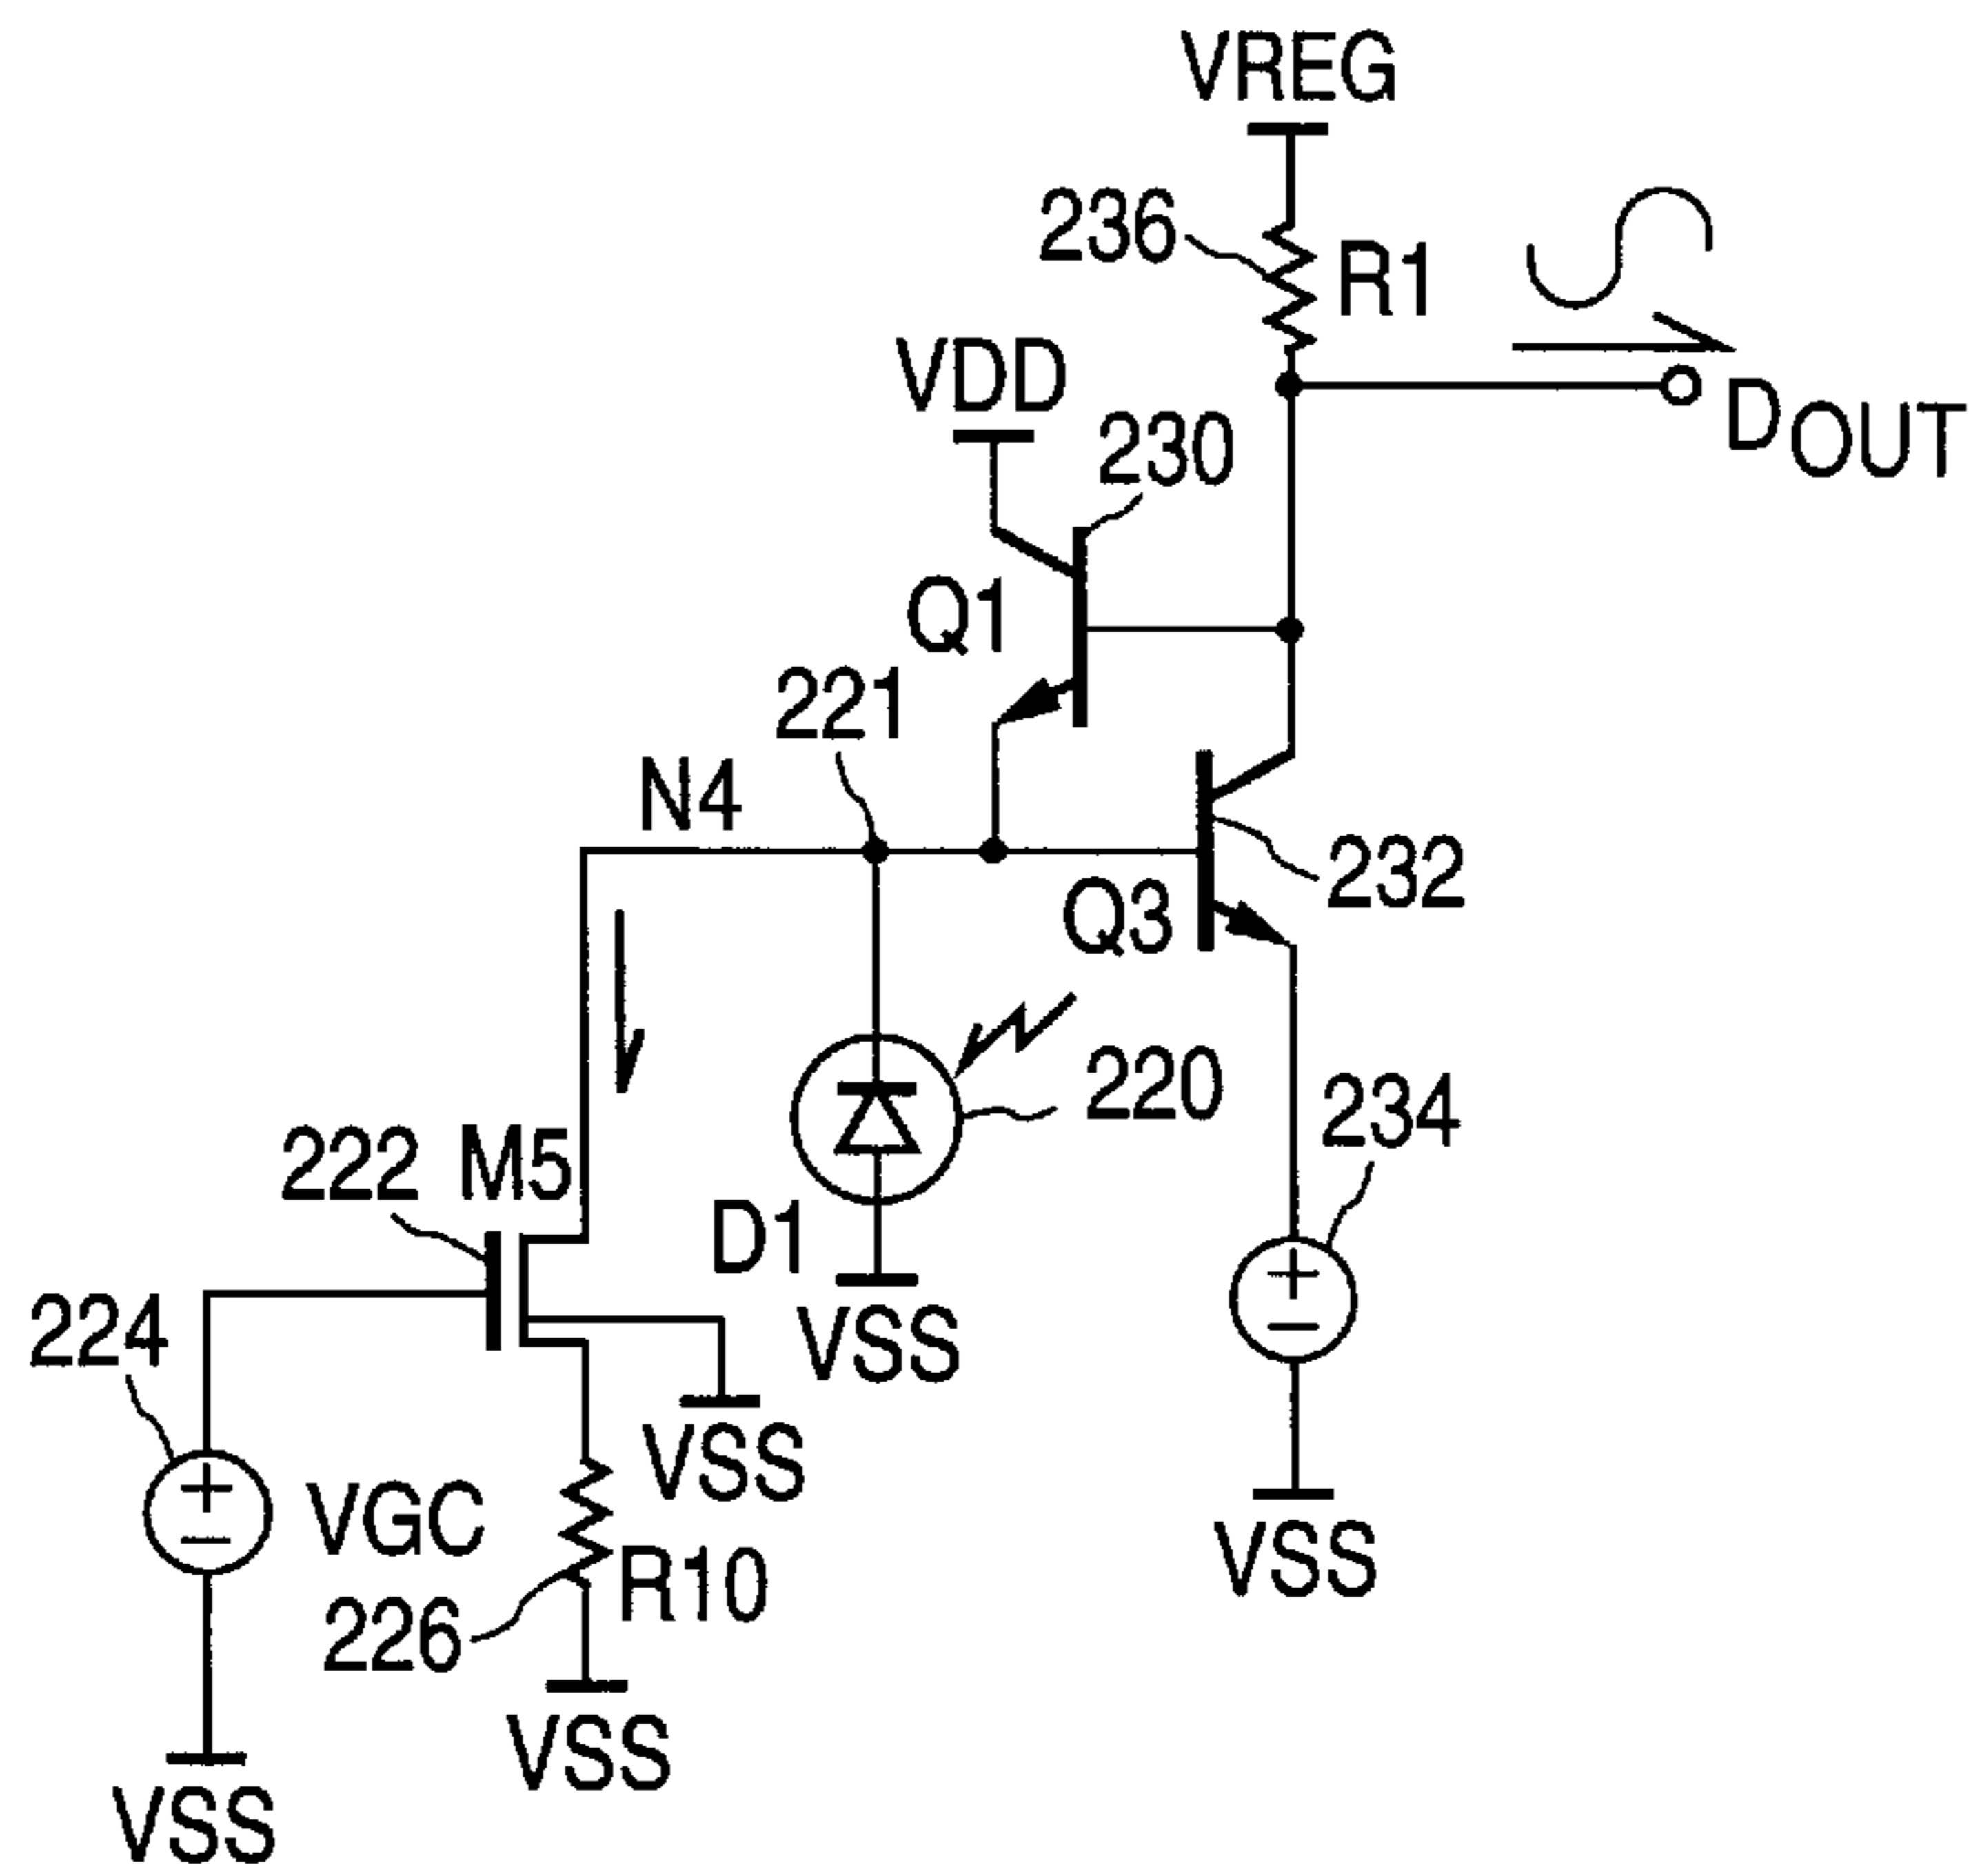 VREG
236
R1
VDD
230
DOUT
Q1
221
N4
232
Q3
220
234
222
M5
D1
VSS
224
VSS
VGC
R10
VSS
226
VSS
VSS